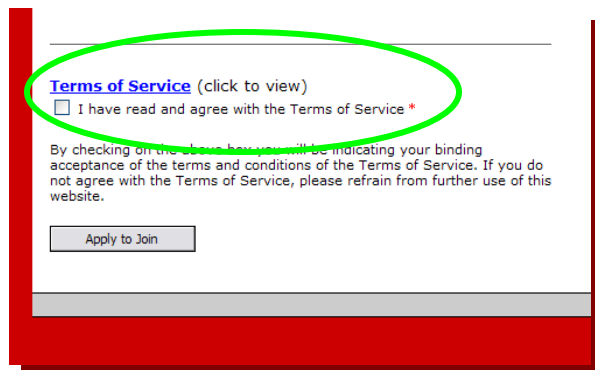 Terms of Service (click to view)
I have read and agree with the Terms of Service *
By checking on the above box you will be indicating your binding
acceptance of the terms and conditions of the Terms of Service. If you do
not agree with the Terms of Service, please refrain from further use of this
website.
Apply to Join